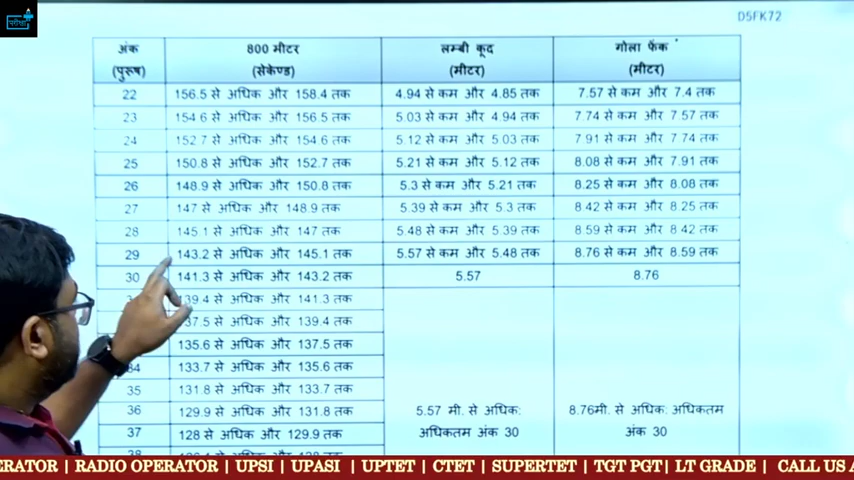 परीक्षा
D5FK72
अंक 800 मीटर लम्बी कूद गोला फेंक
(पुरूष) (सेकेण्ड) (मीटर) (मीटर)
22 156.5 से अधिक और 158.4 तक 4.94 से कम और 4.85 तक 7.57 से कम और 7.4 तक
23 154.6 से अधिक और 156.5 तक 5.03 से कम और 4.94 तक 7.74 से कम और 7.57 तक
24 152.7 से अधिक और 154.6 तक 5.12 से कम और 5.03 तक 7.91 से कम और 7.74 तक
25 150.8 से अधिक और 152.7 तक 5.21 से कम और 5.12 तक 8.08 से कम और 7.91 तक
26 148.9 से अधिक और 150.8 तक 5.3 से कम और 5.21 तक 8.25 से कम और 8.08 तक
27 147 से अधिक और 148.9 तक 5.39 से कम और 5.3 तक 8.42 से कम और 8.25 तक
28 145.1 से अधिक और 147 तक 5.48 से कम और 5.39 तक 8.59 से कम और 8.42 तक
29 143.2 से अधिक और 145.1 तक 5.57 से कम और 5.48 तक 8.76 से कम और 8.59 तक
30 141.3 से अधिक और 143.2 तक 5.57 8.76
39.4 से अधिक और 141.3 तक
37.5 से अधिक और 139.4 तक
135.6 से अधिक और 137.5 तक
34 133.7 से अधिक और 135.6 तक
35 131.8 से अधिक और 133.7 तक
36 129.9 से अधिक और 131.8 तक 5.57 मी. से अधिक: 8.76मी. से अधिक: अधिकतम
37 128 से अधिक और 129.9 तक अधिकतम अंक 30 अंक 30
38
ERATOR | RADIO OPERATOR | UPSI | UPASI | UPTET | CTET | SUPERTET | TGT PGT| LT GRADE | CALL US A